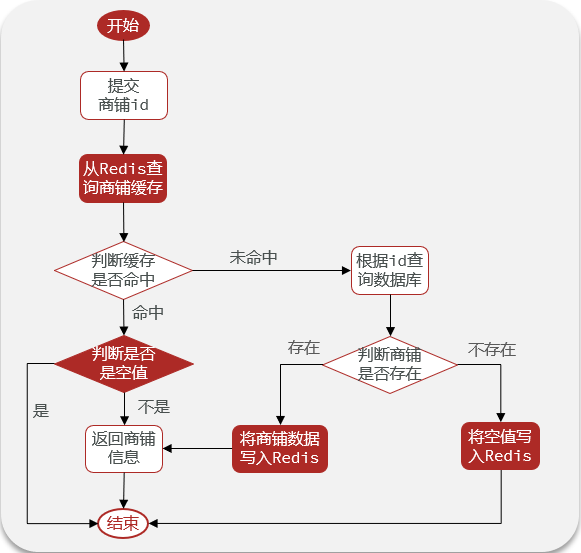 开始
提交
商铺id
从Redis查
询商铺缓存
判断缓存
是否命中
未命中
根据id查
询数据库
命中
判断是否
是空值
存在
判断商铺
是否存在
不存在
是
不是
返回商铺
信息
将商铺数据
写入Redis
将空值写
入Redis
结束